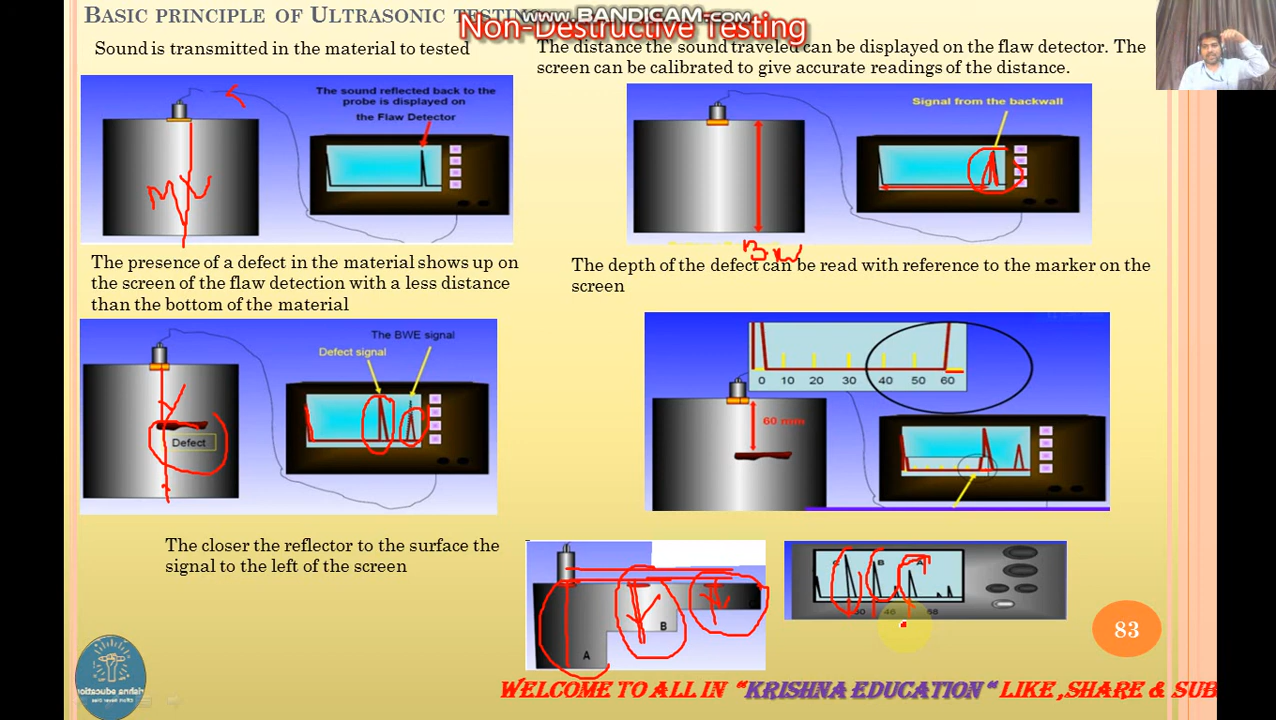 BASIC PRINCIPLE OF ULTRASONIC TESTING
WWW.BANDICAM.COM
Non-Destructive Testing
Sound is transmitted in the material to tested
The distance the sound traveled can be displayed on the flaw detector. The
screen can be calibrated to give accurate readings of the distance.
The sound reflected back to the
probe is displayed on
the Flaw Detector
Signal from the backwall
BW
The presence of a defect in the material shows up on
the screen of the flaw detection with a less distance
than the bottom of the material
The depth of the defect can be read with reference to the marker on the
screen
The BWE signal
Defect signal
Defect
0 10 20 30 40 50 60
60 mm
The closer the reflector to the surface the
signal to the left of the screen
A
B
B
A
46
68
83
WELCOME TO ALL IN "KRISHNA EDUCATION" LIKE ,SHARE & SUB